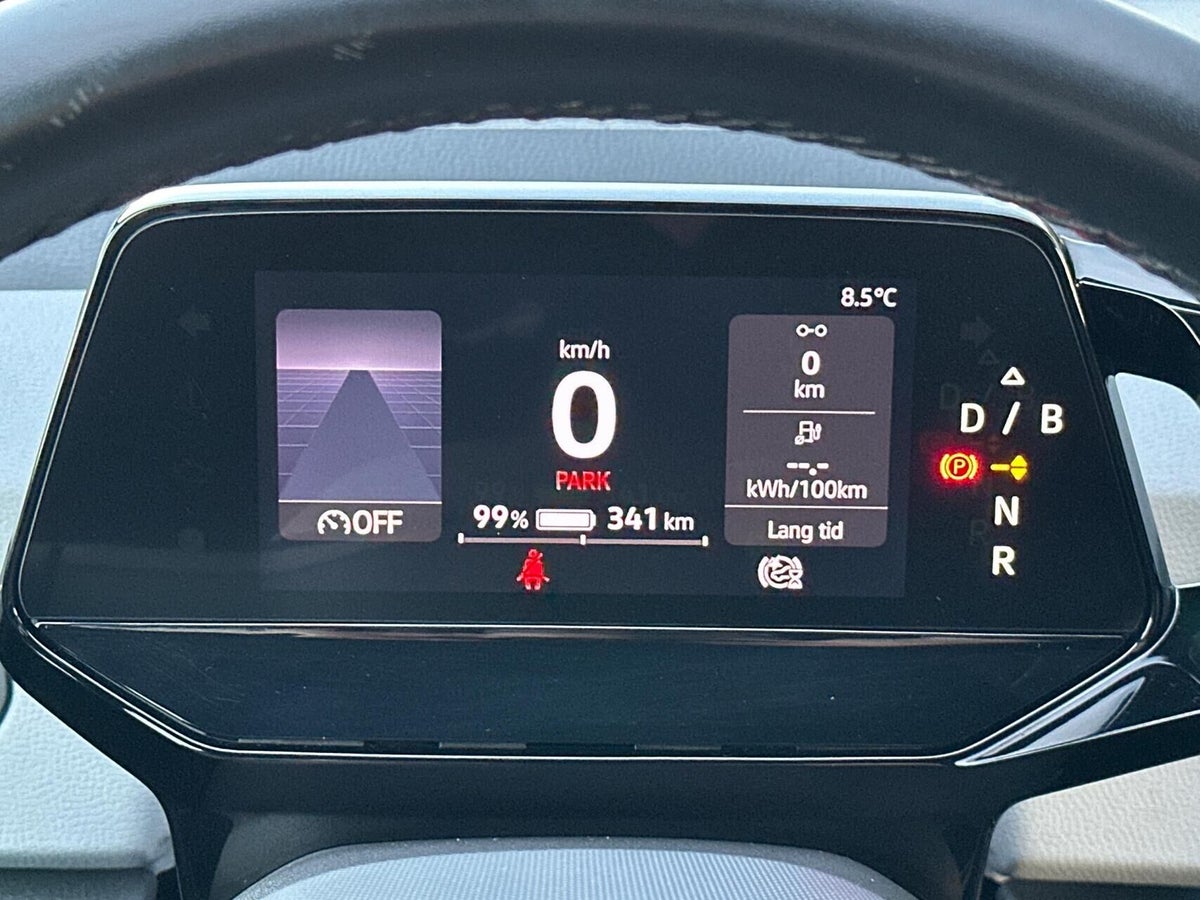 8.5°C
km/h
0
PARK
99% 341 km
OFF
0
km
--.-
kWh/100km
Lang tid
D / B
P
N
R